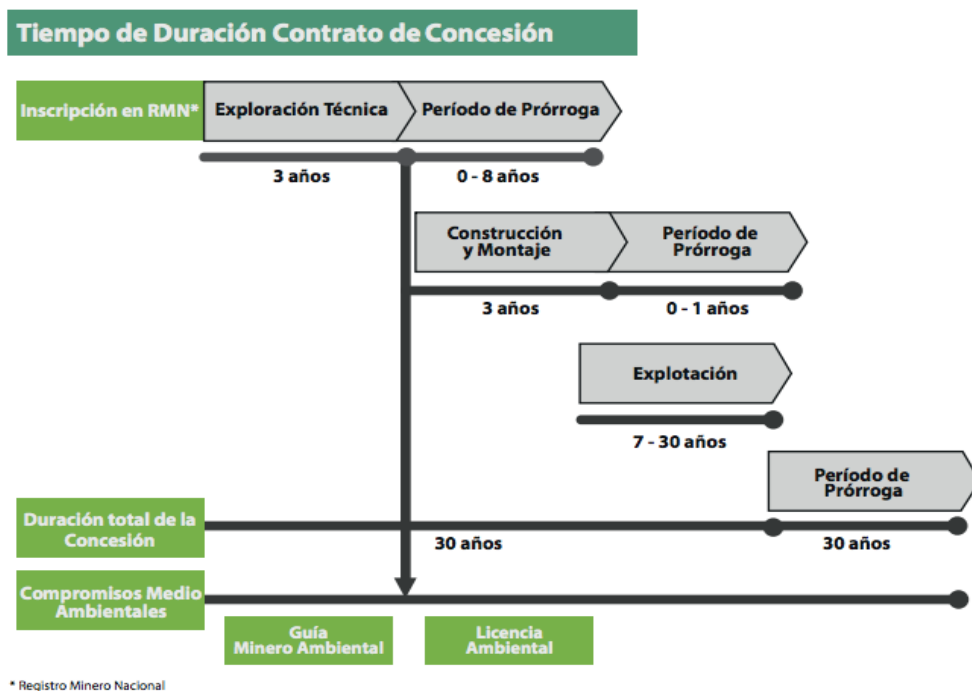 Tiempo de Duración Contrato de Concesión
Inscripción en RMN*
Exploración Técnica
Período de Prórroga
3 años
0 - 8 años
Construcción
y Montaje
Período de
Prórroga
3 años
0 - 1 años
Explotación
7 - 30 años
Período de
Prórroga
Duración total de la
Concesión
30 años
30 años
Compromisos Medio
Ambientales
Guía
Minero Ambiental
Licencia
Ambiental
* Registro Minero Nacional